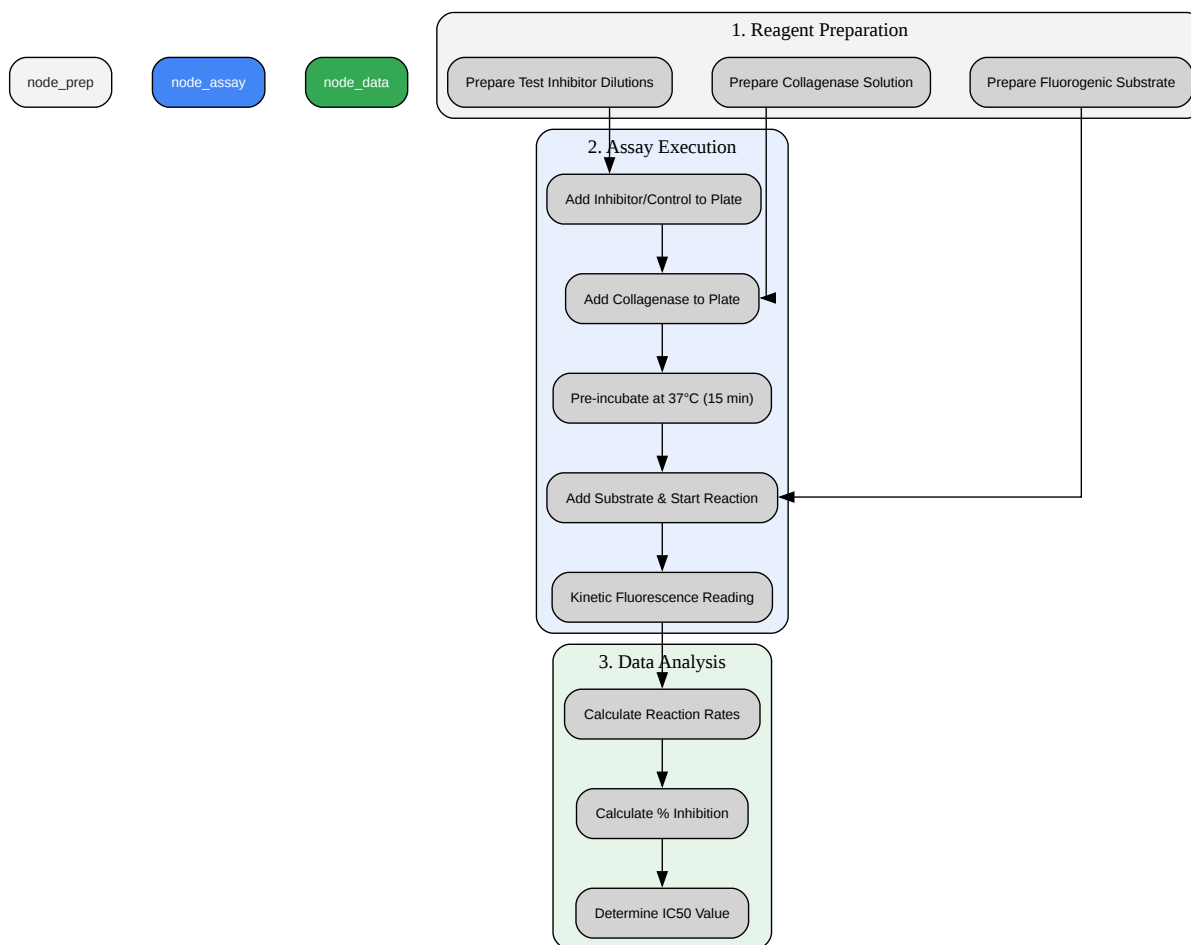 1. Reagent Preparation
node_prep
node_assay
node_data
Prepare Test Inhibitor Dilutions
Prepare Collagenase Solution
Prepare Fluorogenic Substrate
2. Assay Execution
Add Inhibitor/Control to Plate
Add Collagenase to Plate
Pre-incubate at 37°C (15 min)
Add Substrate & Start Reaction
Kinetic Fluorescence Reading
3. Data Analysis
Calculate Reaction Rates
Calculate % Inhibition
Determine IC50 Value